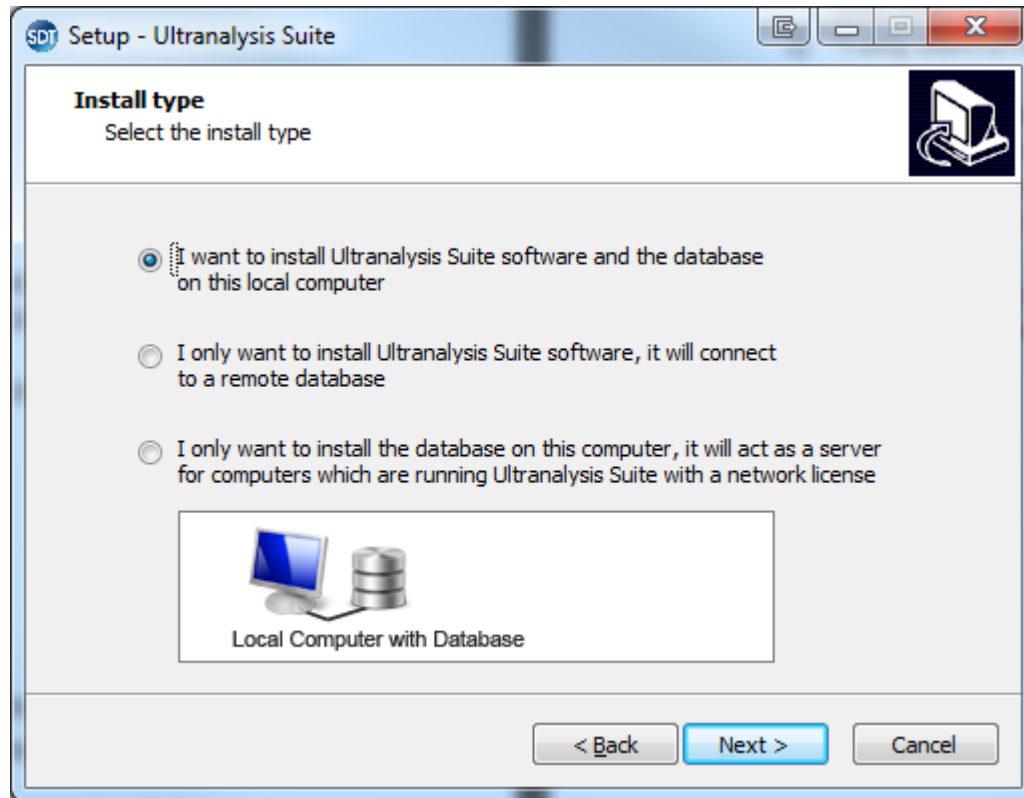 SDT Setup - Ultranalysis Suite
Install type
Select the install type
I want to install Ultranalysis Suite software and the database
on this local computer
I only want to install Ultranalysis Suite software, it will connect
to a remote database
I only want to install the database on this computer, it will act as a server
for computers which are running Ultranalysis Suite with a network license
Local Computer with Database
< Back Next > Cancel